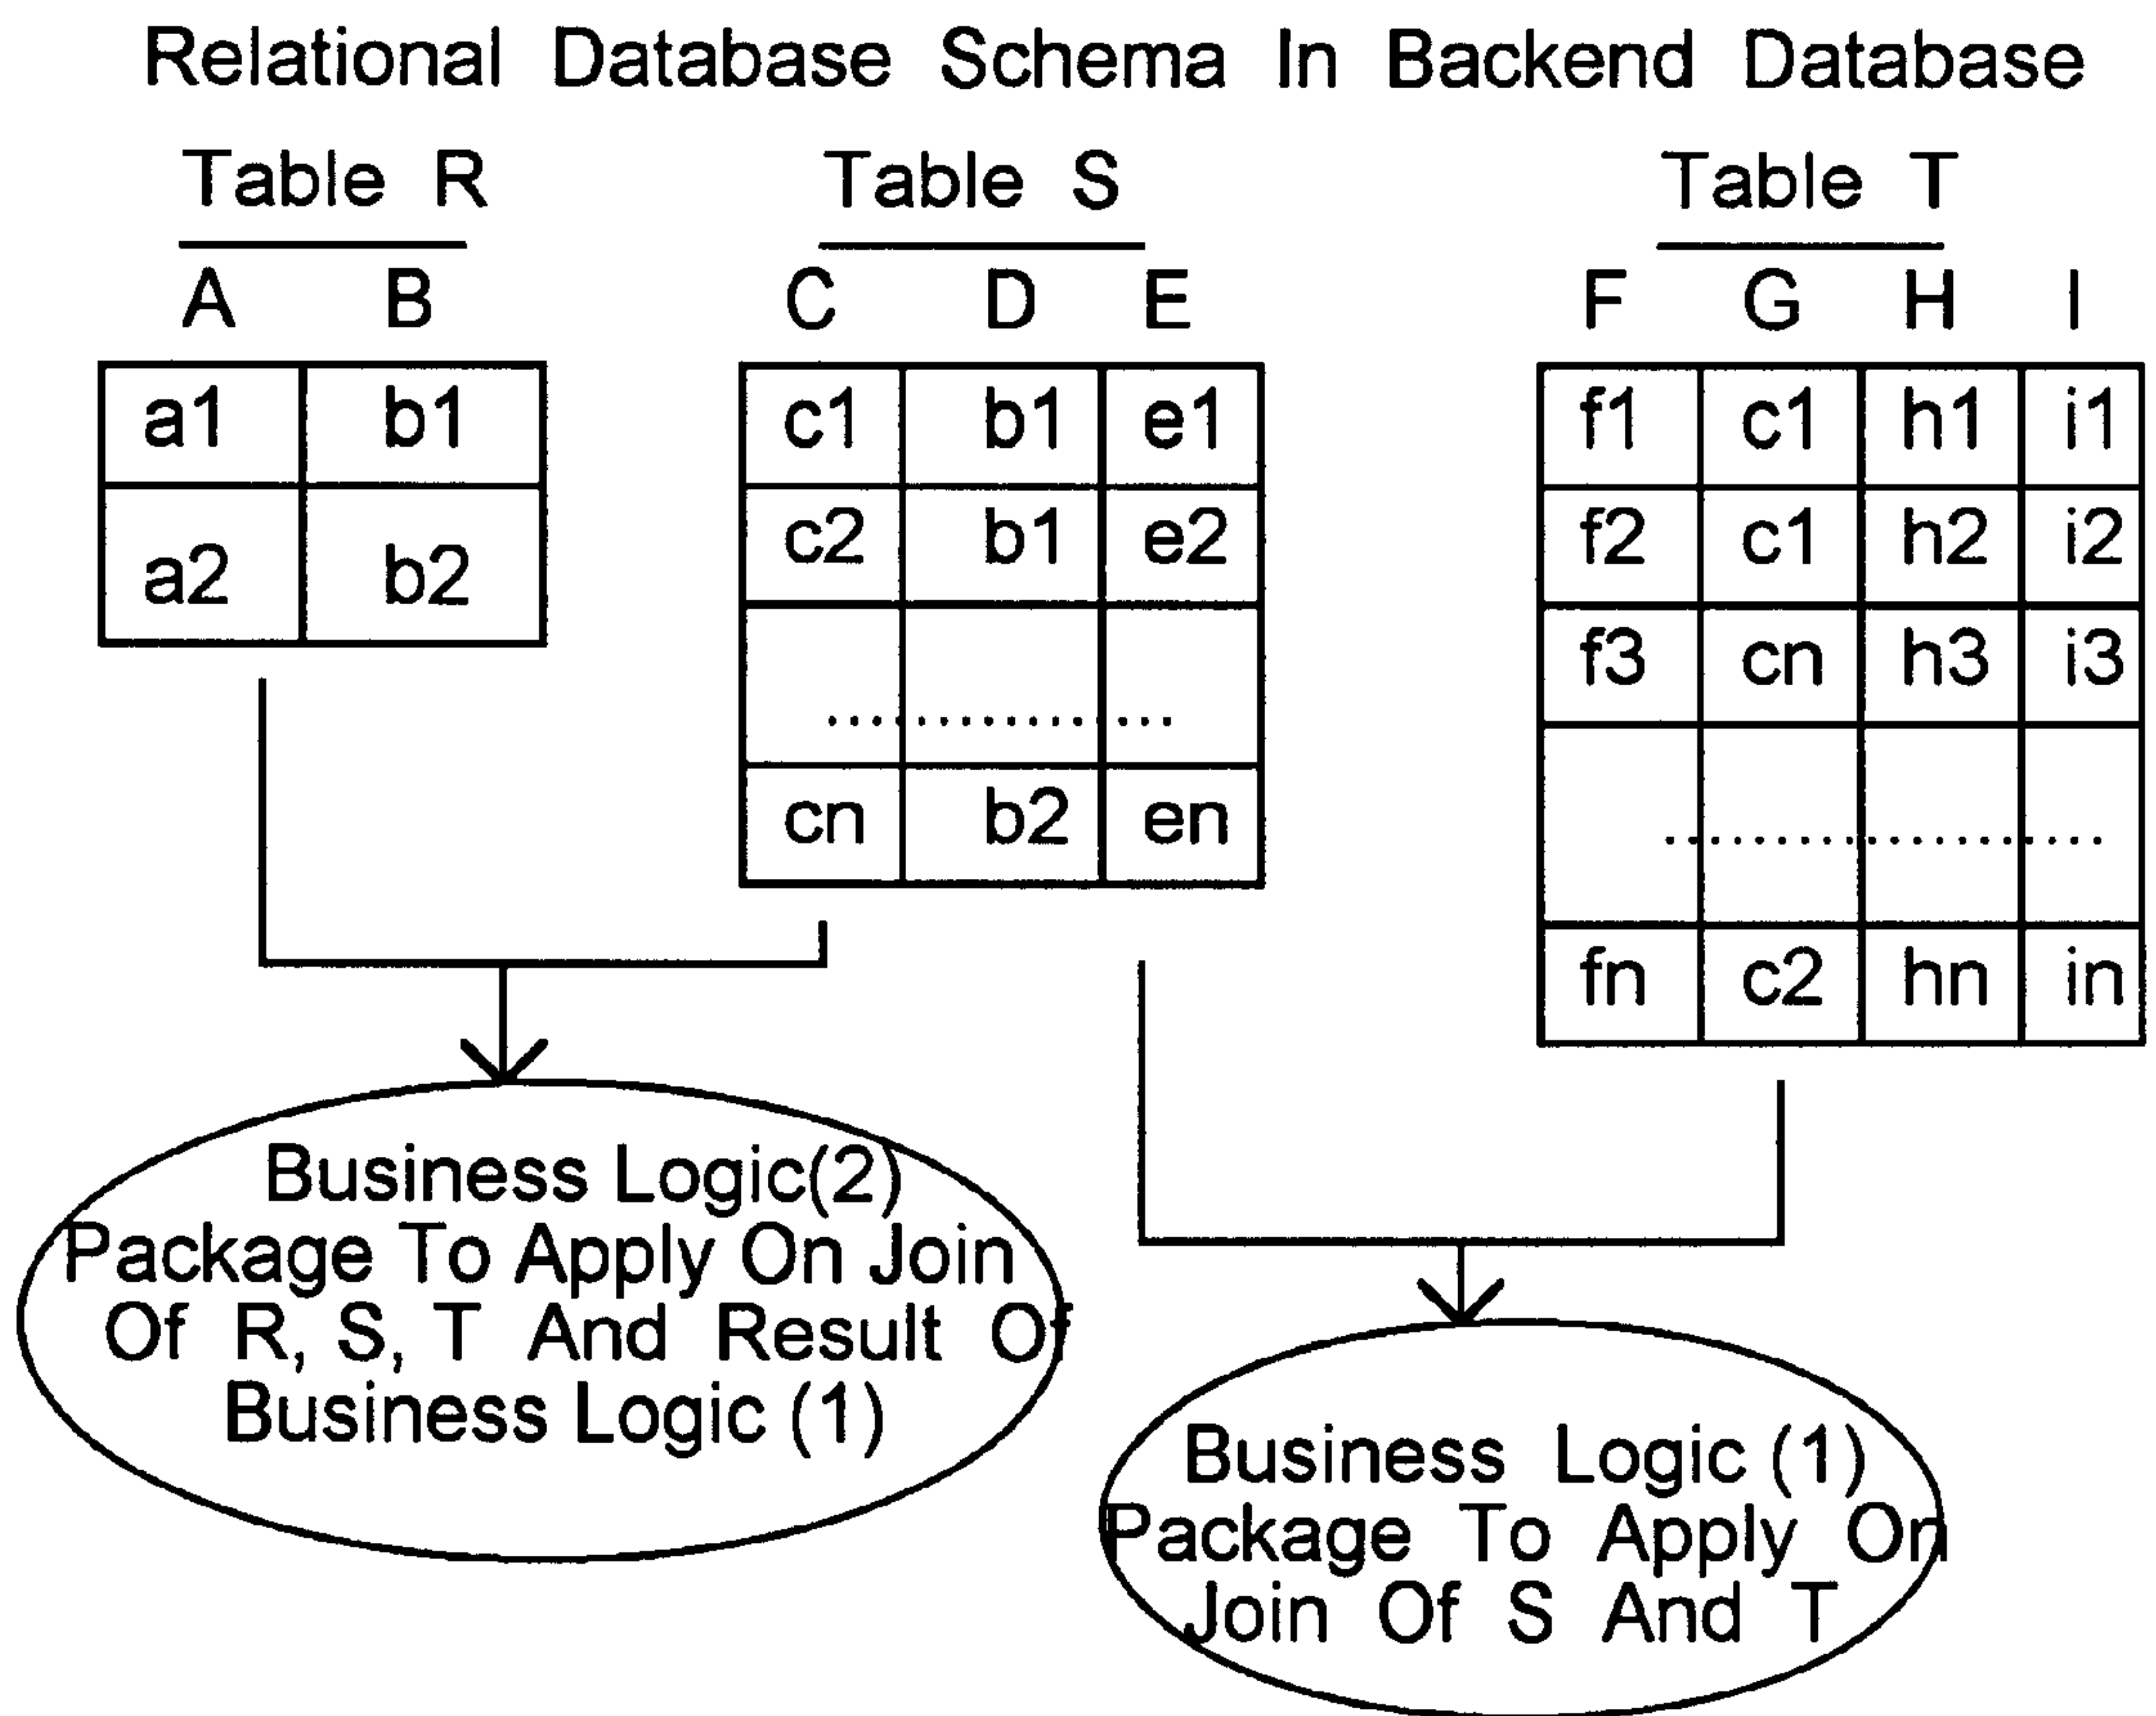 Relational Database Schema In Backend Database
Table R Table S Table T
A B C D E F G H I
a1 b1 c1 b1 e1 f1 c1 h1 i1
c2 b1 e2 f2 c1 h2 i2
a2 b2
f3 cn h3 i3
..............
cn b2 en
..................
fn c2 hn in
Business Logic(2)
Package To Apply On Join
Of R, S, T And Result Of
Business Logic (1)
Business Logic (1)
Package To Apply On
Join Of S And T